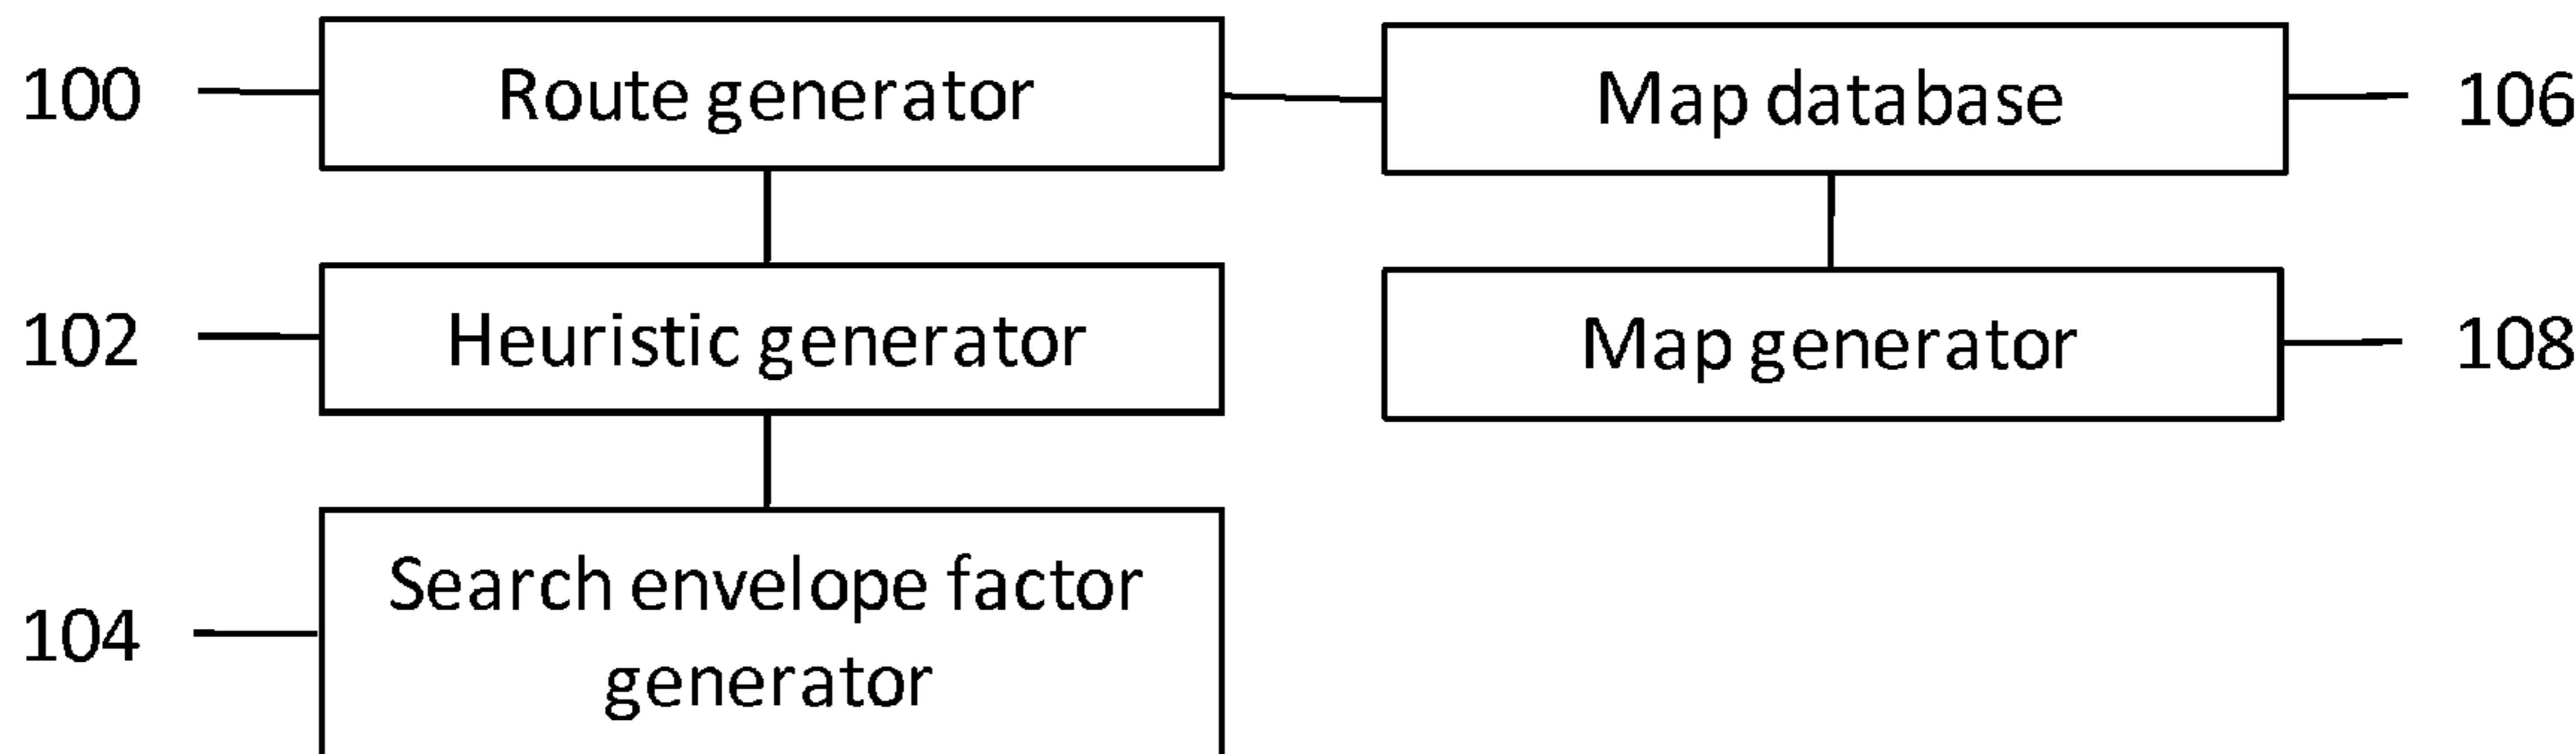 100
Route generator
Map database
106
102
Heuristic generator
Map generator
108
104
Search envelope factor
generator